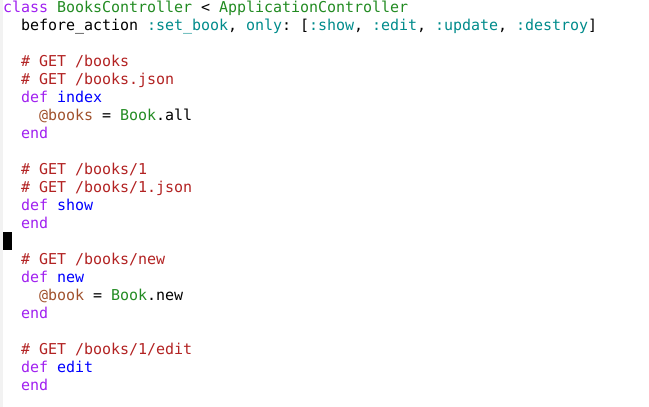 class BooksController < ApplicationController
  before_action :set_book, only: [:show, :edit, :update, :destroy]

  # GET /books
  # GET /books.json
  def index
    @books = Book.all
  end

  # GET /books/1
  # GET /books/1.json
  def show
  end

  # GET /books/new
  def new
    @book = Book.new
  end

  # GET /books/1/edit
  def edit
  end